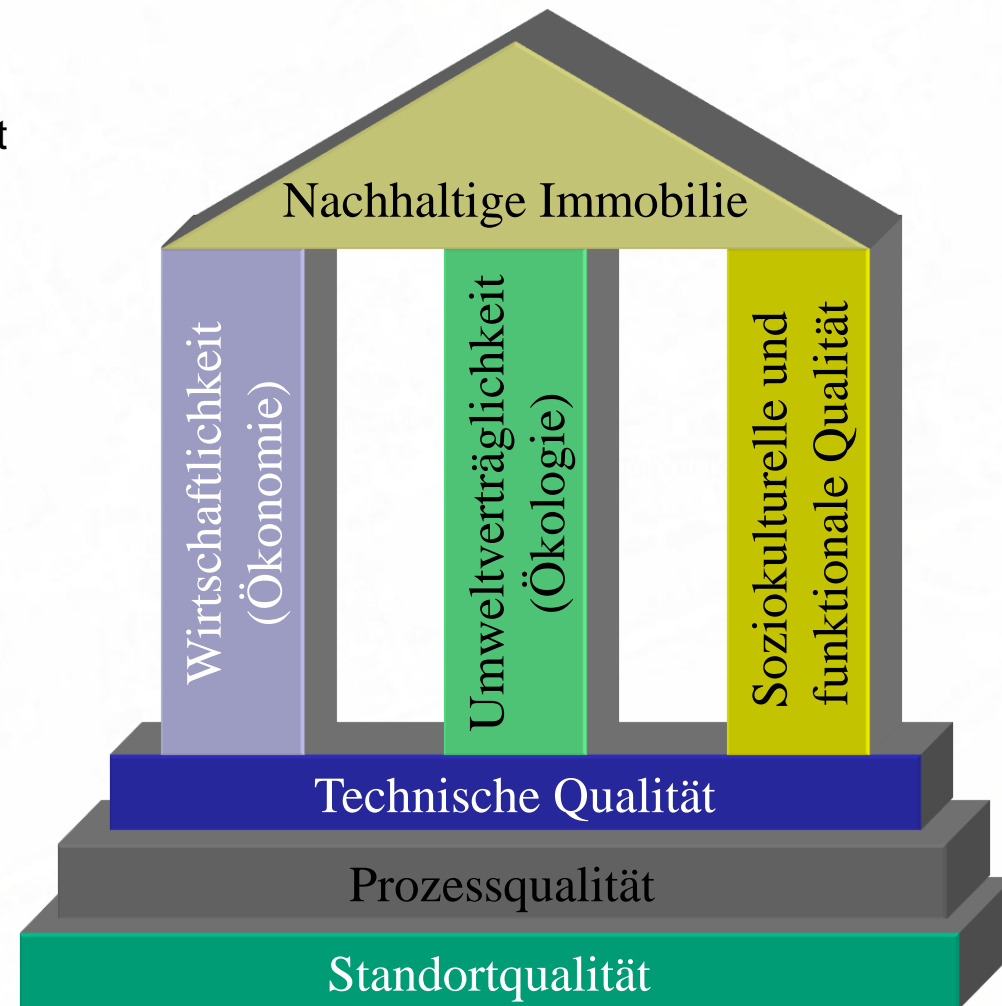 t
Nachhaltige Immobilie
Wirtschaftlichkeit
(Ökonomie)
Umweltverträglichkeit
(Ökologie)
Soziokulturelle und
funktionale Qualität
Technische Qualität
Prozessqualität
Standortqualität